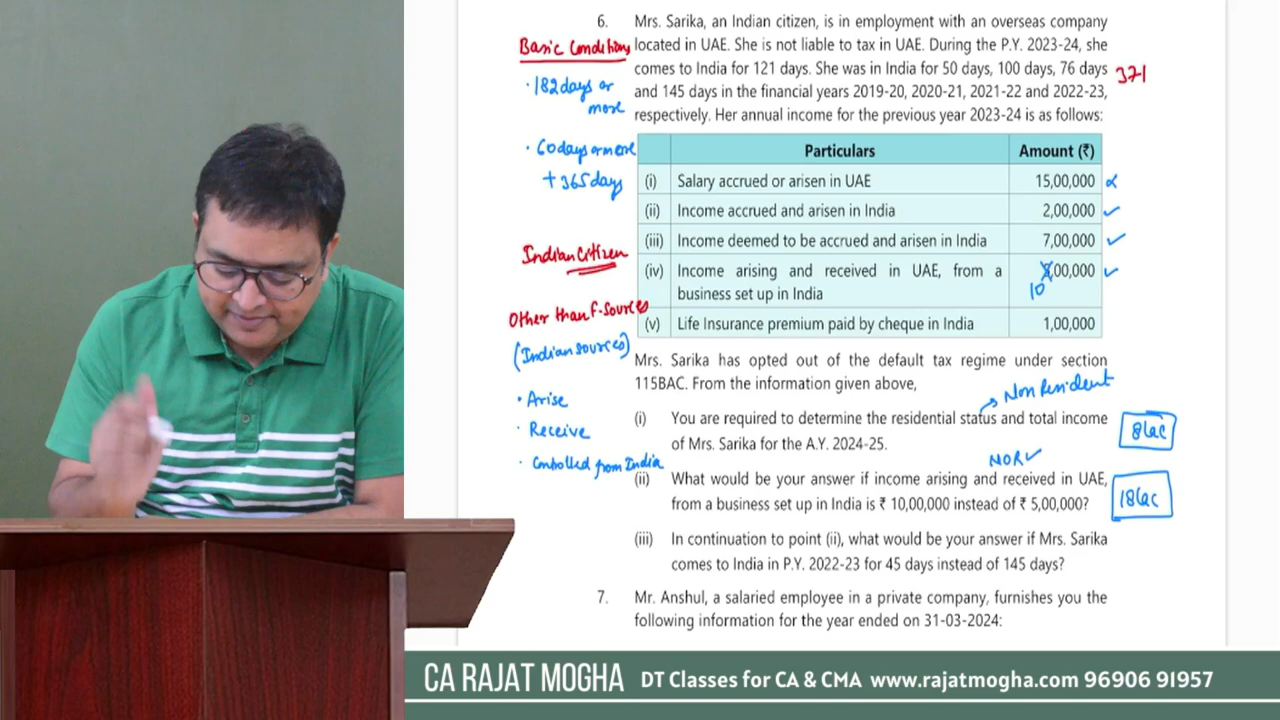 6. Mrs. Sarika, an Indian citizen, is in employment with an overseas company
located in UAE. She is not liable to tax in UAE. During the P.Y. 2023-24, she
comes to India for 121 days. She was in India for 50 days, 100 days, 76 days
and 145 days in the financial years 2019-20, 2020-21, 2021-22 and 2022-23,
respectively. Her annual income for the previous year 2023-24 is as follows:
371
Basic Conditions
· 182 days or
more
· 60 days or more
+ 365 days
Indian Citizen
Other than F-Sources
(Indian sources)
· Arise
· Receive
· Controlled from India
Particulars Amount (₹)
(i) Salary accrued or arisen in UAE 15,00,000 α
(ii) Income accrued and arisen in India 2,00,000 ✓
(iii) Income deemed to be accrued and arisen in India 7,00,000 ✓
(iv) Income arising and received in UAE, from a ,00,000 ✓
business set up in India 10
(v) Life Insurance premium paid by cheque in India 1,00,000
Mrs. Sarika has opted out of the default tax regime under section
115BAC. From the information given above,
Non Resident
(i) You are required to determine the residential status and total income
of Mrs. Sarika for the A.Y. 2024-25.
8 lac
NOR ✓
(ii) What would be your answer if income arising and received in UAE,
from a business set up in India is ₹ 10,00,000 instead of ₹ 5,00,000?
18 lac
(iii) In continuation to point (ii), what would be your answer if Mrs. Sarika
comes to India in P.Y. 2022-23 for 45 days instead of 145 days?
7. Mr. Anshul, a salaried employee in a private company, furnishes you the
following information for the year ended on 31-03-2024:
CA RAJAT MOGHA DT Classes for CA & CMA www.rajatmogha.com 96906 91957